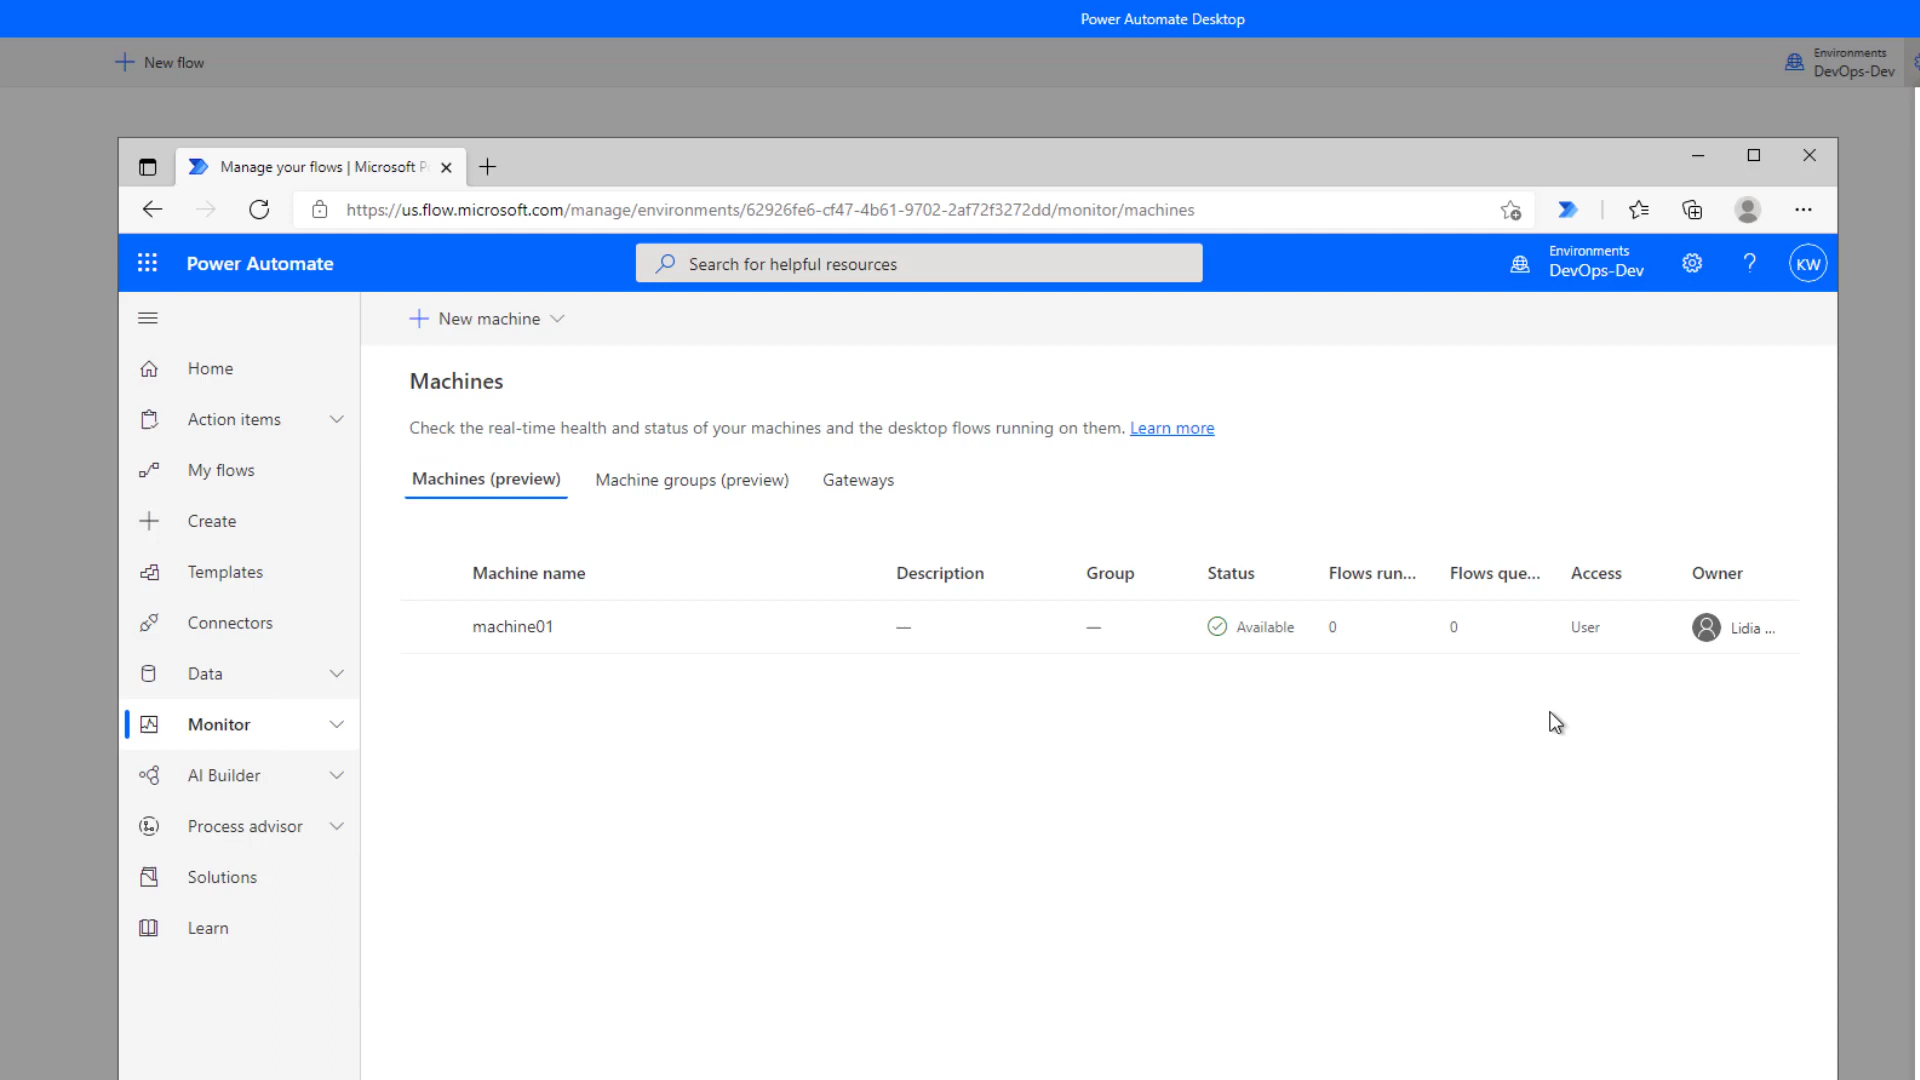 Power Automate Desktop
New flow
Environments
DevOps-Dev
Manage your flows | Microsoft P
https://us.flow.microsoft.com/manage/environments/62926fe6-cf47-4b61-9702-2af72f3272dd/monitor/machines
Power Automate
Search for helpful resources
Environments
DevOps-Dev
?
KW
New machine
Home
Action items
My flows
Create
Templates
Connectors
Data
Monitor
AI Builder
Process advisor
Solutions
Learn
Machines
Check the real-time health and status of your machines and the desktop flows running on them. Learn more
Machines (preview) Machine groups (preview) Gateways
Machine name Description Group Status Flows run... Flows que... Access Owner
machine01 — — Available 0 0 User Lidia ...